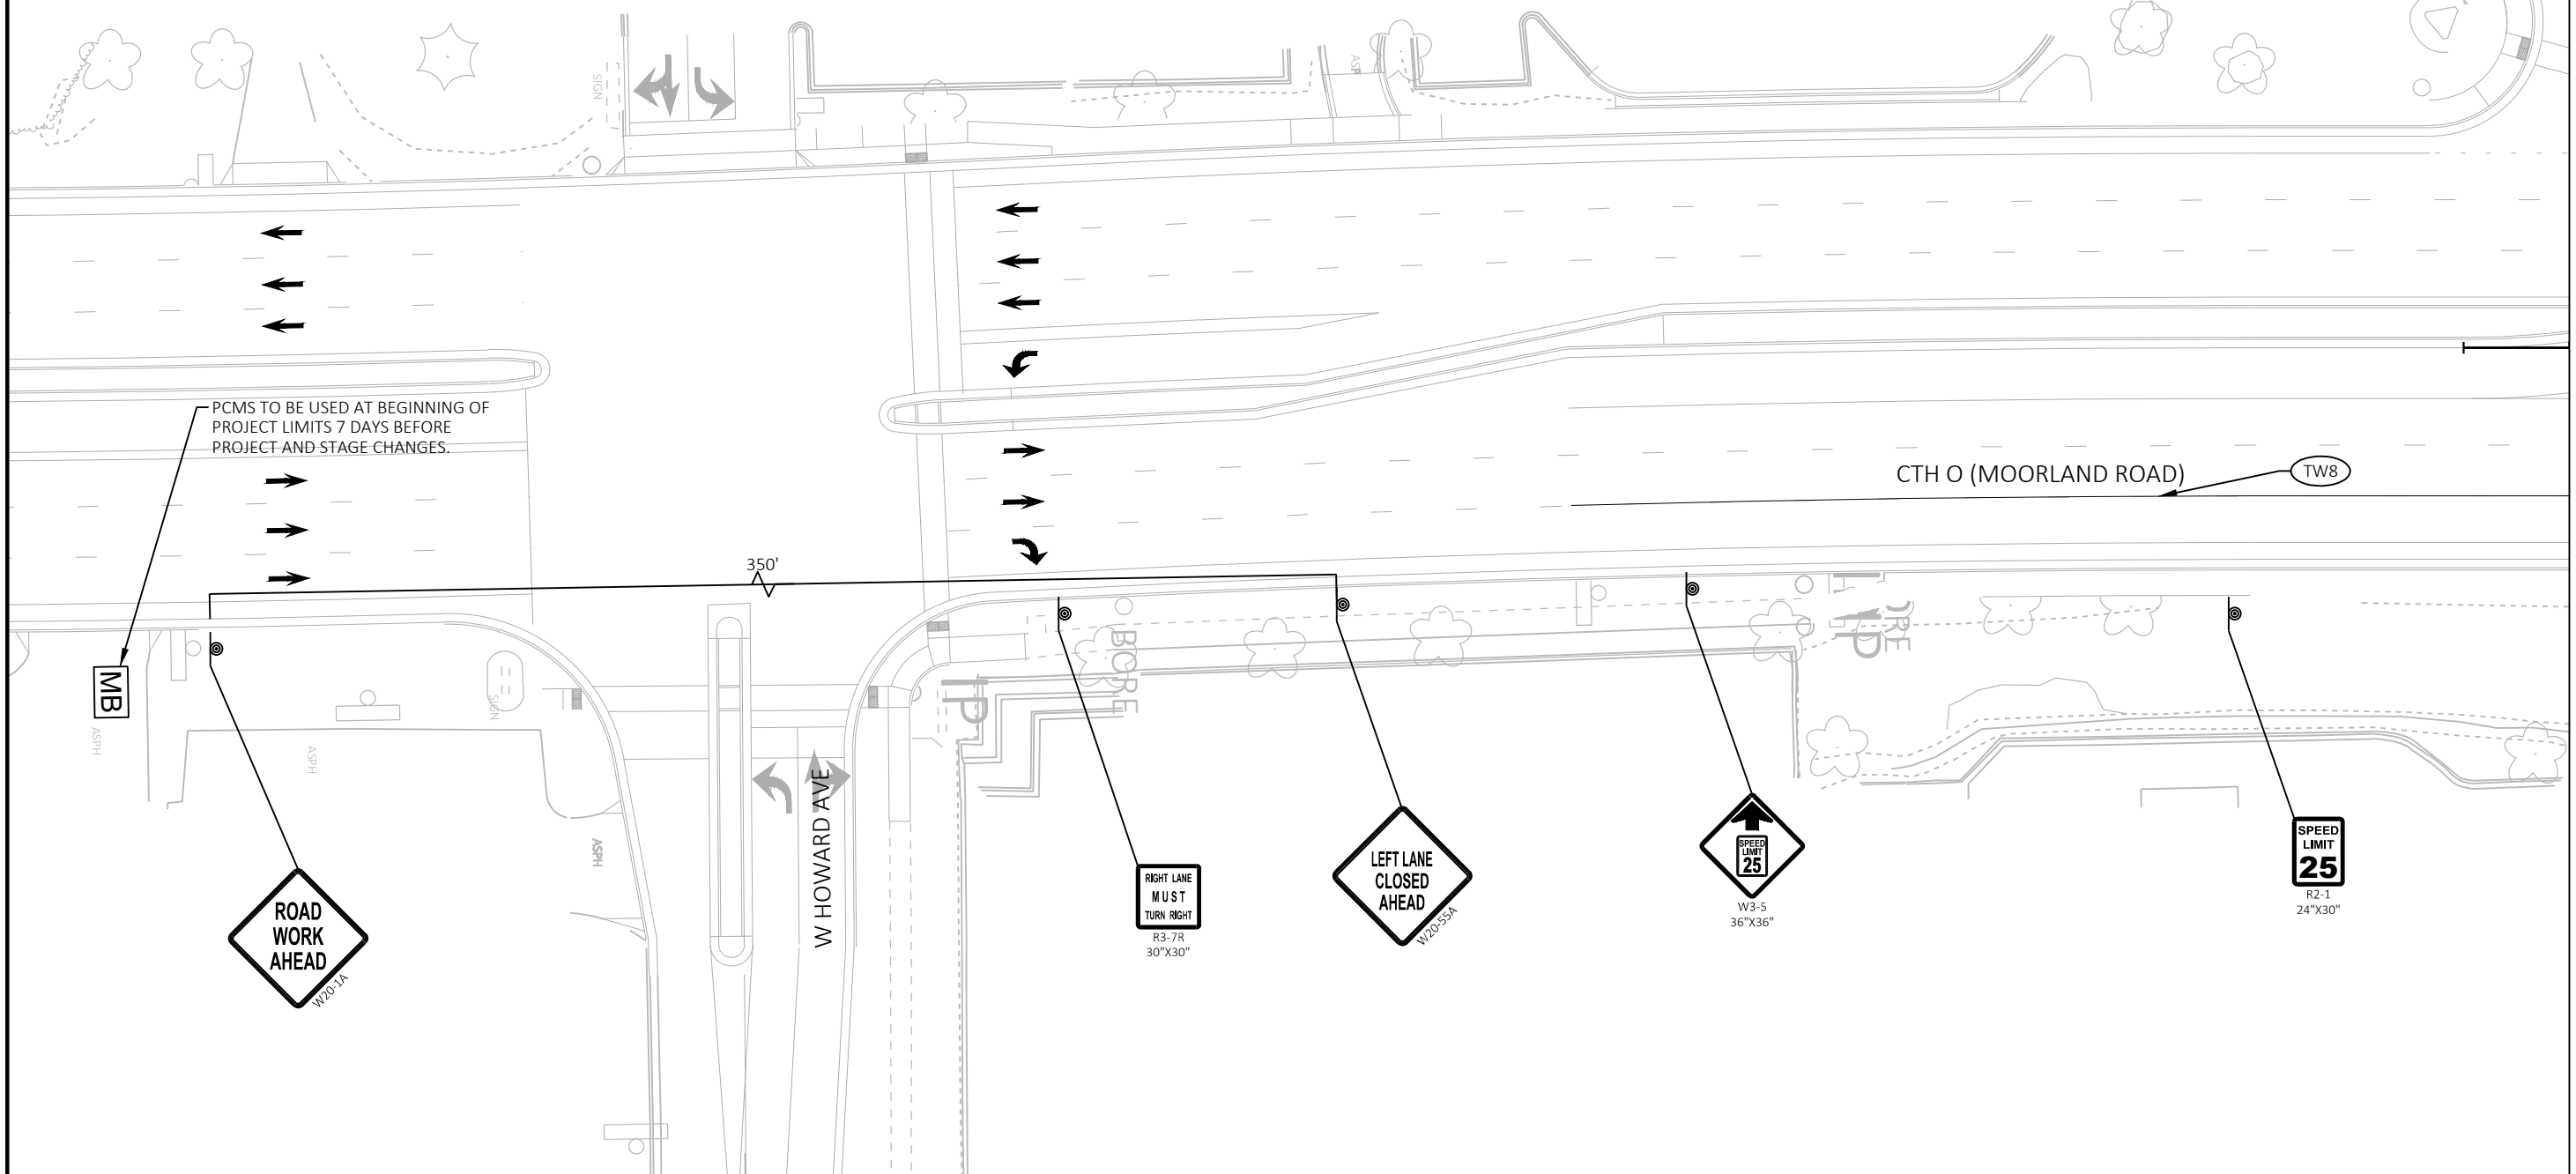 SIGN
ASP
PCMS TO BE USED AT BEGINNING OF
PROJECT LIMITS 7 DAYS BEFORE
PROJECT AND STAGE CHANGES.
CTH O (MOORLAND ROAD)
TW8
350'
MB
ASPH
SIGN
ASPH
ASPH
BORE
W HOWARD AVE
ROAD
WORK
AHEAD
W20-1A
RIGHT LANE
MUST
TURN RIGHT
R3-7R
30"X30"
LEFT LANE
CLOSED
AHEAD
W20-55A
SPEED
LIMIT
25
W3-5
36"X36"
SPEED
LIMIT
25
R2-1
24"X30"